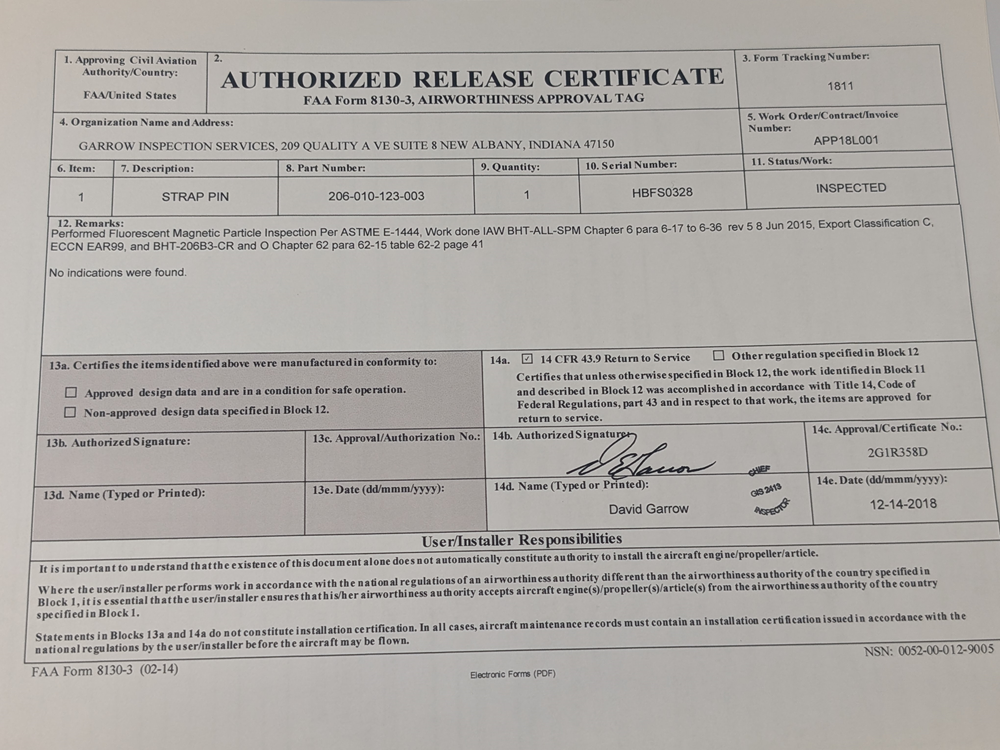 1. Approving Civil Aviation
Authority/Country:
FAA/United States
2.
AUTHORIZED RELEASE CERTIFICATE
FAA Form 8130-3, AIRWORTHINESS APPROVAL TAG
3. Form Tracking Number:
1811
4. Organization Name and Address:
GARROW INSPECTION SERVICES, 209 QUALITY A VE SUITE 8 NEW ALBANY, INDIANA 47150
5. Work Order/Contract/Invoice
Number:
APP18L001
6. Item:
1
7. Description:
STRAP PIN
8. Part Number:
206-010-123-003
9. Quantity:
1
10. Serial Number:
HBFS0328
11. Status/Work:
INSPECTED
12. Remarks:
Performed Fluorescent Magnetic Particle Inspection Per ASTME E-1444, Work done IAW BHT-ALL-SPM Chapter 6 para 6-17 to 6-36 rev 5 8 Jun 2015, Export Classification C,
ECCN EAR99, and BHT-206B3-CR and O Chapter 62 para 62-15 table 62-2 page 41
No indications were found.
13a. Certifies the items identified above were manufactured in conformity to:
Approved design data and are in a condition for safe operation.
Non-approved design data specified in Block 12.
14a. 14 CFR 43.9 Return to Service Other regulation specified in Block 12
Certifies that unless otherwise specified in Block 12, the work identified in Block 11
and described in Block 12 was accomplished in accordance with Title 14, Code of
Federal Regulations, part 43 and in respect to that work, the items are approved for
return to service.
13b. Authorized Signature:
13c. Approval/Authorization No.:
14b. Authorized Signature:
14c. Approval/Certificate No.:
2G1R358D
13d. Name (Typed or Printed):
13e. Date (dd/mmm/yyyy):
14d. Name (Typed or Printed):
David Garrow
CHIEF
GIS 2413
INSPECTOR
14e. Date (dd/mmm/yyyy):
12-14-2018
User/Installer Responsibilities
It is important to understand that the existence of this document alone does not automatically constitute authority to install the aircraft engine/propeller/article.
Where the user/installer performs work in accordance with the national regulations of an airworthiness authority different than the airworthiness authority of the country specified in
Block 1, it is essential that the user/installer ensures that his/her airworthiness authority accepts aircraft engine(s)/propeller(s)/article(s) from the airworthiness authority of the country
specified in Block 1.
Statements in Blocks 13a and 14a do not constitute installation certification. In all cases, aircraft maintenance records must contain an installation certification issued in accordance with the
national regulations by the user/installer before the aircraft may be flown.
FAA Form 8130-3 (02-14)
Electronic Forms (PDF)
NSN: 0052-00-012-9005